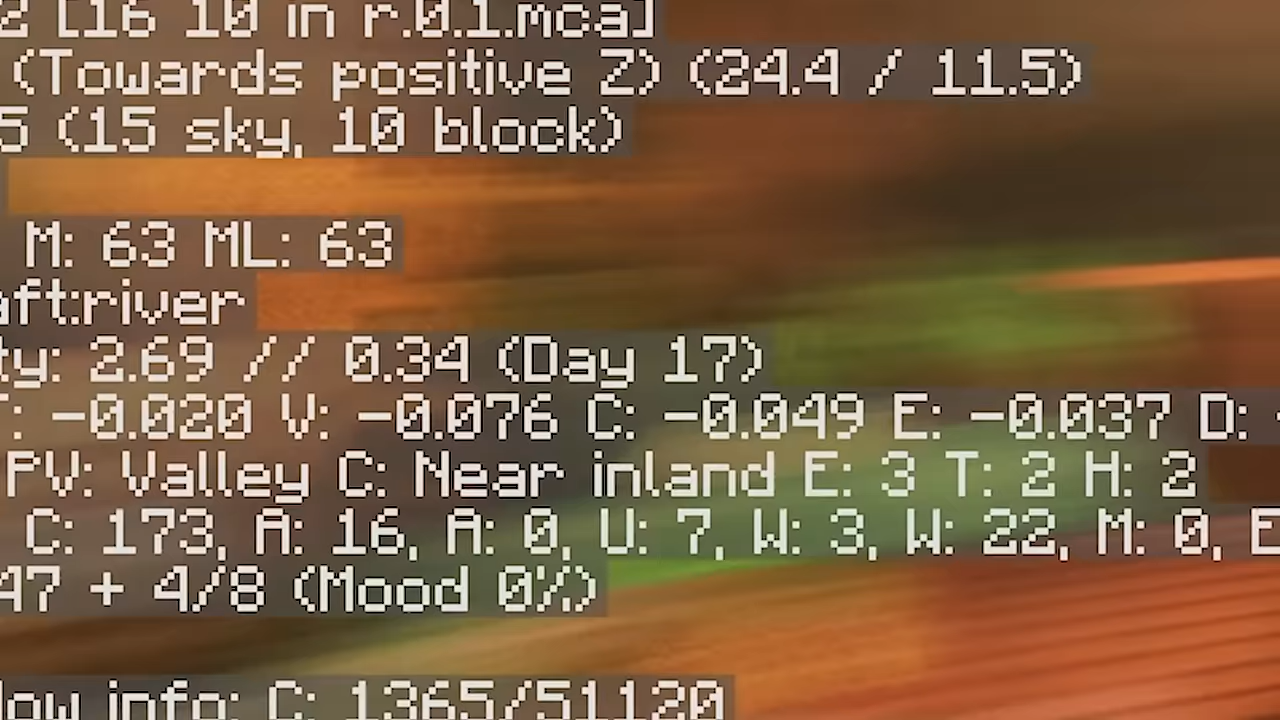 2 [16 10 in r.0.1.mca]
(Towards positive Z) (24.4 / 11.5)
5 (15 sky, 10 block)
M: 63 ML: 63
aft:river
ty: 2.69 // 0.34 (Day 17)
T: -0.020 V: -0.076 C: -0.049 E: -0.037 D:
PV: Valley C: Near inland E: 3 T: 2 H: 2
C: 173, A: 16, A: 0, U: 7, W: 3, W: 22, M: 0, E
47 + 4/8 (Mood 0%)
low info: C: 1365/51120